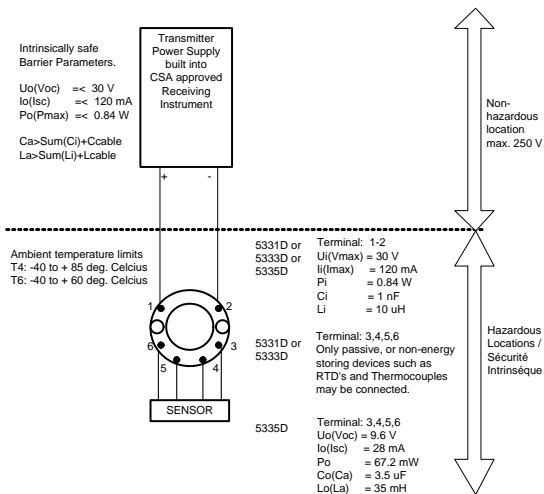 Intrinsically safe
Barrier Parameters.
Uo(Voc) =< 30 V
Io(Isc) =< 120 mA
Po(Pmax) =< 0.84 W
Ca>Sum(Ci)+Ccable
La>Sum(Li)+Lcable
Transmitter
Power Supply
built into
CSA approved
Receiving
Instrument
Non-
hazardous
location
max. 250 V
+ -
Ambient temperature limits
T4: -40 to + 85 deg. Celcius
T6: -40 to + 60 deg. Celcius
5331D or
5333D or
5335D
Terminal: 1-2
Ui(Vmax) = 30 V
Ii(Imax) = 120 mA
Pi = 0.84 W
Ci = 1 nF
Li = 10 uH
1 2
6 3
5 4
SENSOR
5331D or
5333D
Terminal: 3,4,5,6
Only passive, or non-energy
storing devices such as
RTD's and Thermocouples
may be connected.
Hazardous
Locations /
Sécurité
Intrinséque
5335D
Terminal: 3,4,5,6
Uo(Voc) = 9.6 V
Io(Isc) = 28 mA
Po = 67.2 mW
Co(Ca) = 3.5 uF
Lo(La) = 35 mH